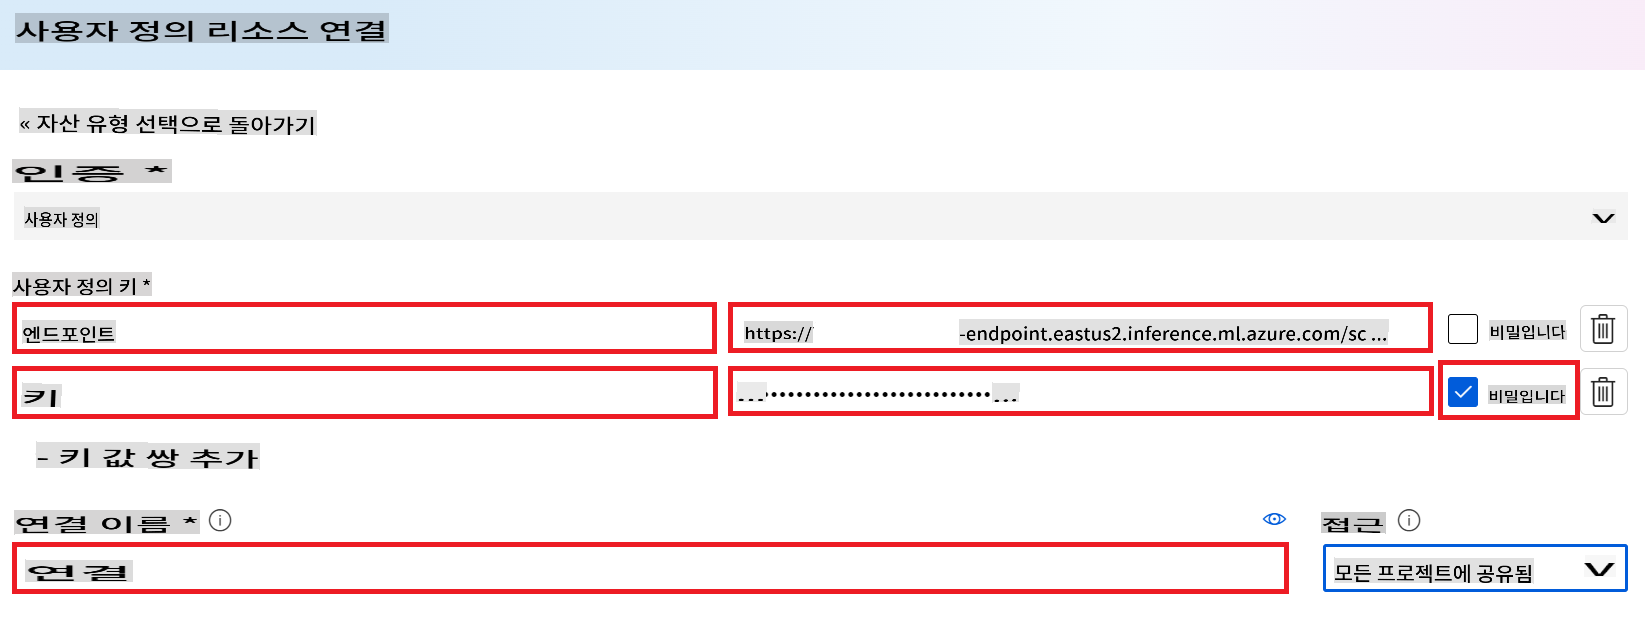 사용자 정의 리소스 연결
« 자산 유형 선택으로 돌아가기
인증 *
사용자 정의
사용자 정의 키 *
엔드포인트 https:// -endpoint.eastus2.inference.ml.azure.com/sc ... 비밀입니다
키 ...••••••••••••••••••••••••••••... 비밀입니다
- 키 값 쌍 추가
연결 이름 * 접근
연결 모든 프로젝트에 공유됨